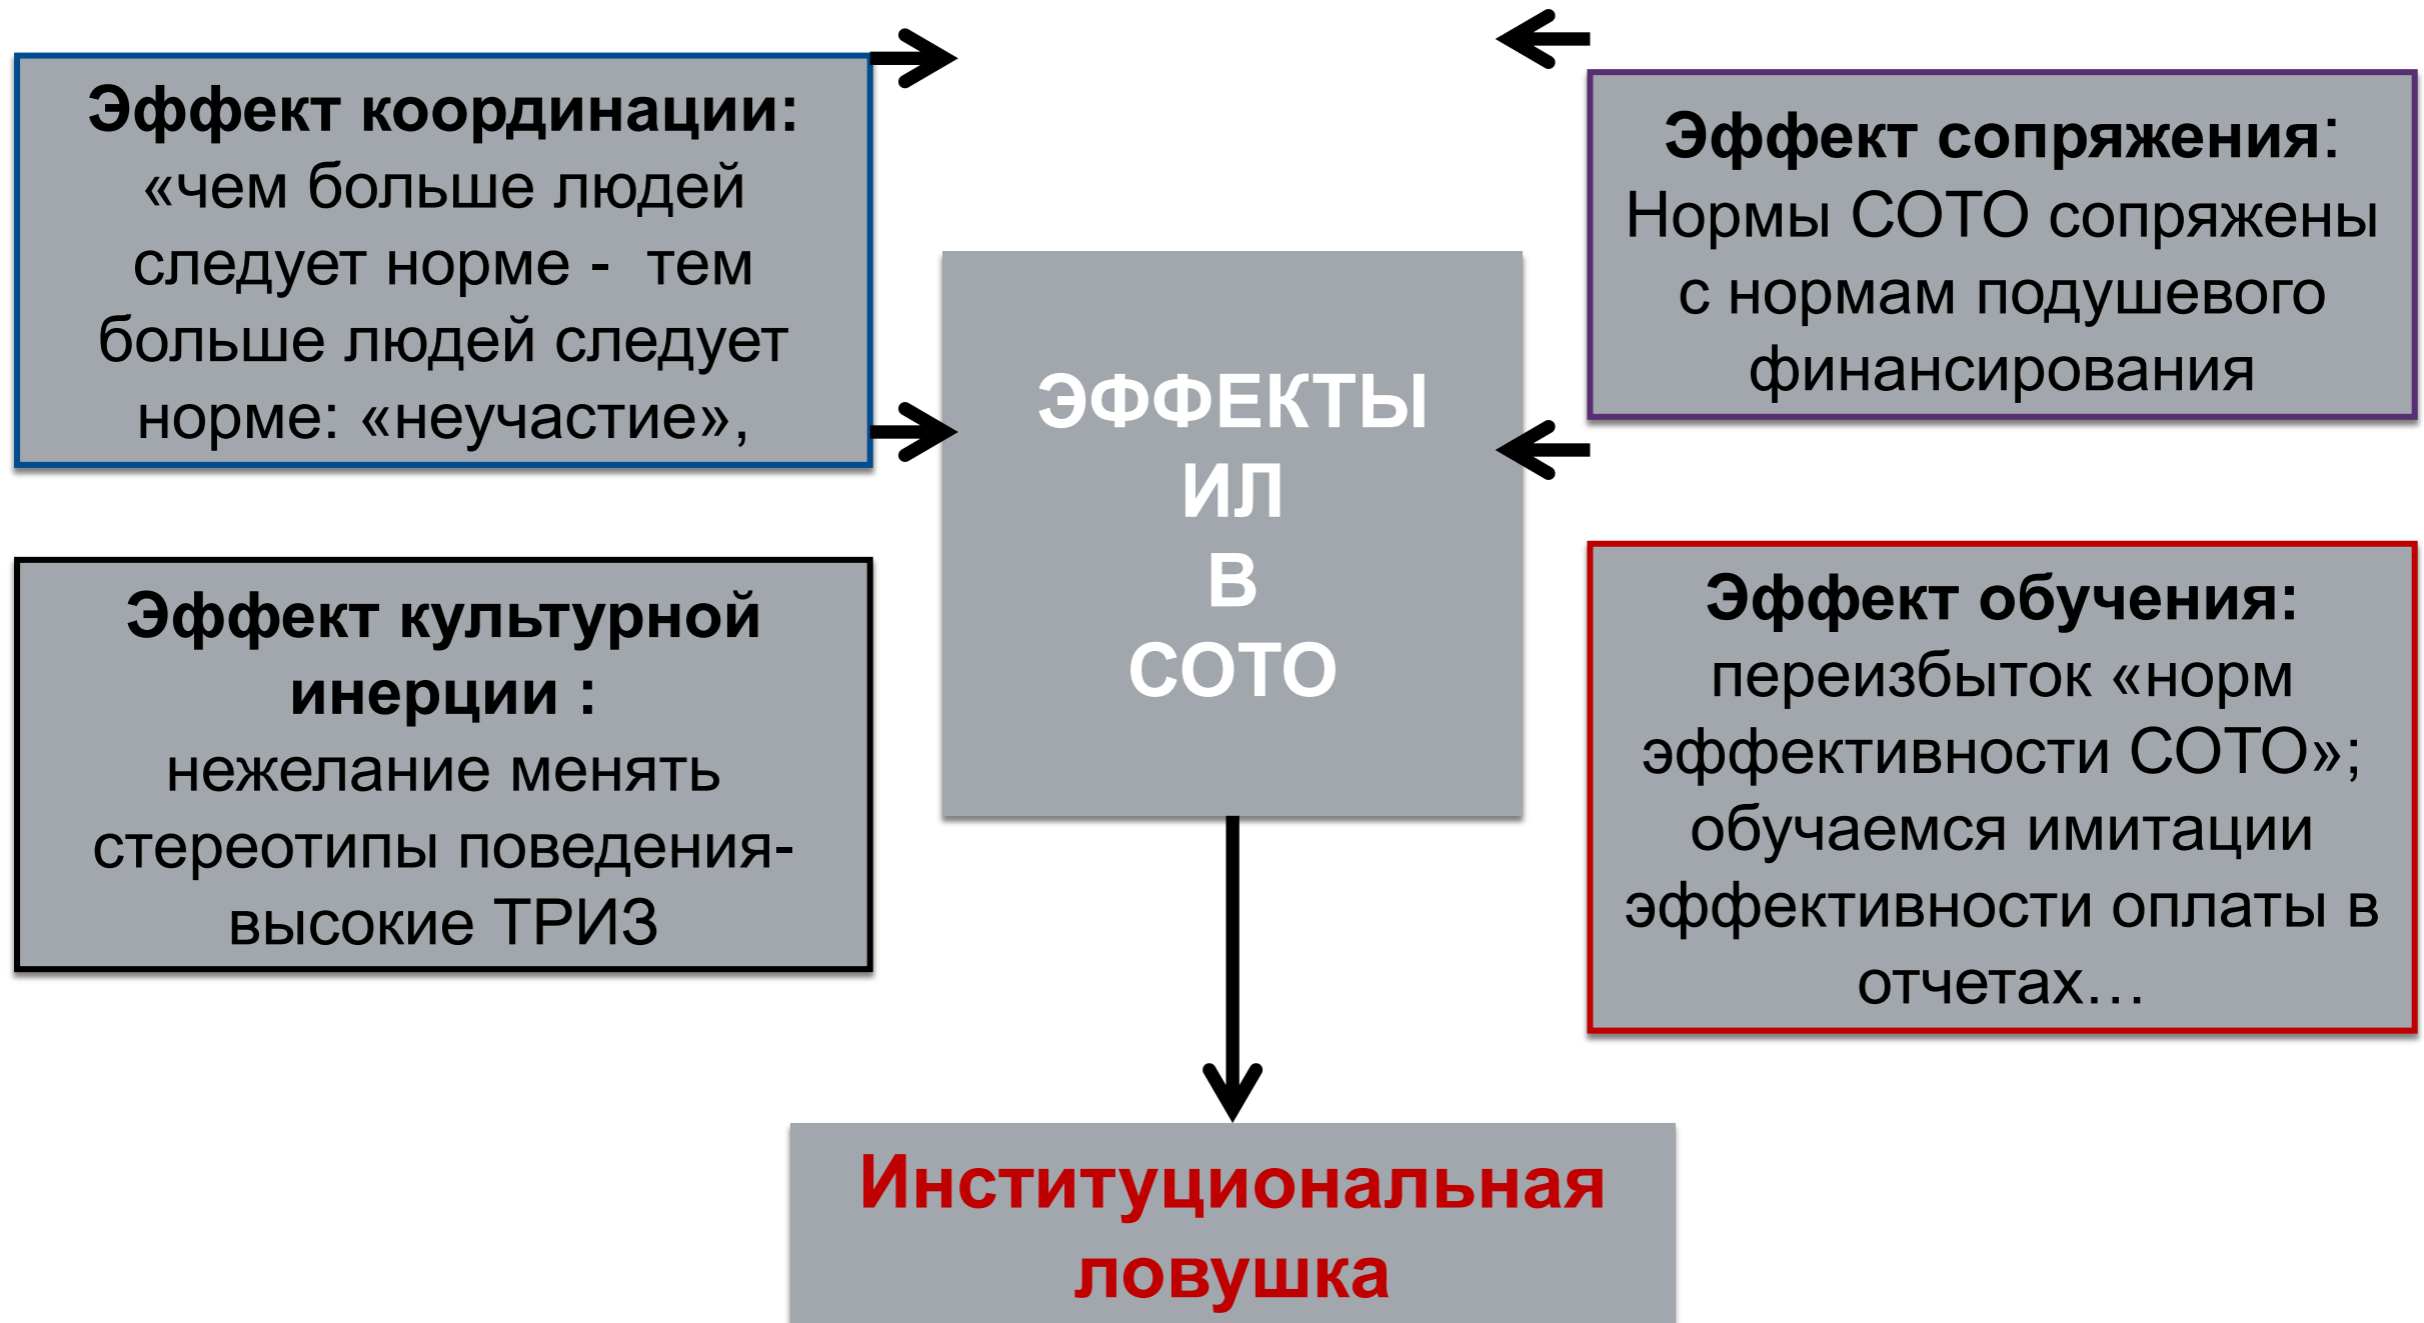 Эффект координации:
«чем больше людей
следует норме - тем
больше людей следует
норме: «неучастие»,
Эффект культурной
инерции :
нежелание менять
стереотипы поведения-
высокие ТРИЗ
ЭФФЕКТЫ
ИЛ
В
СОТО
Эффект сопряжения:
Нормы СОТО сопряжены
с нормам подушевого
финансирования
Эффект обучения:
переизбыток «норм
эффективности СОТО»;
обучаемся имитации
эффективности оплаты в
отчетах…
Институциональная
ловушка